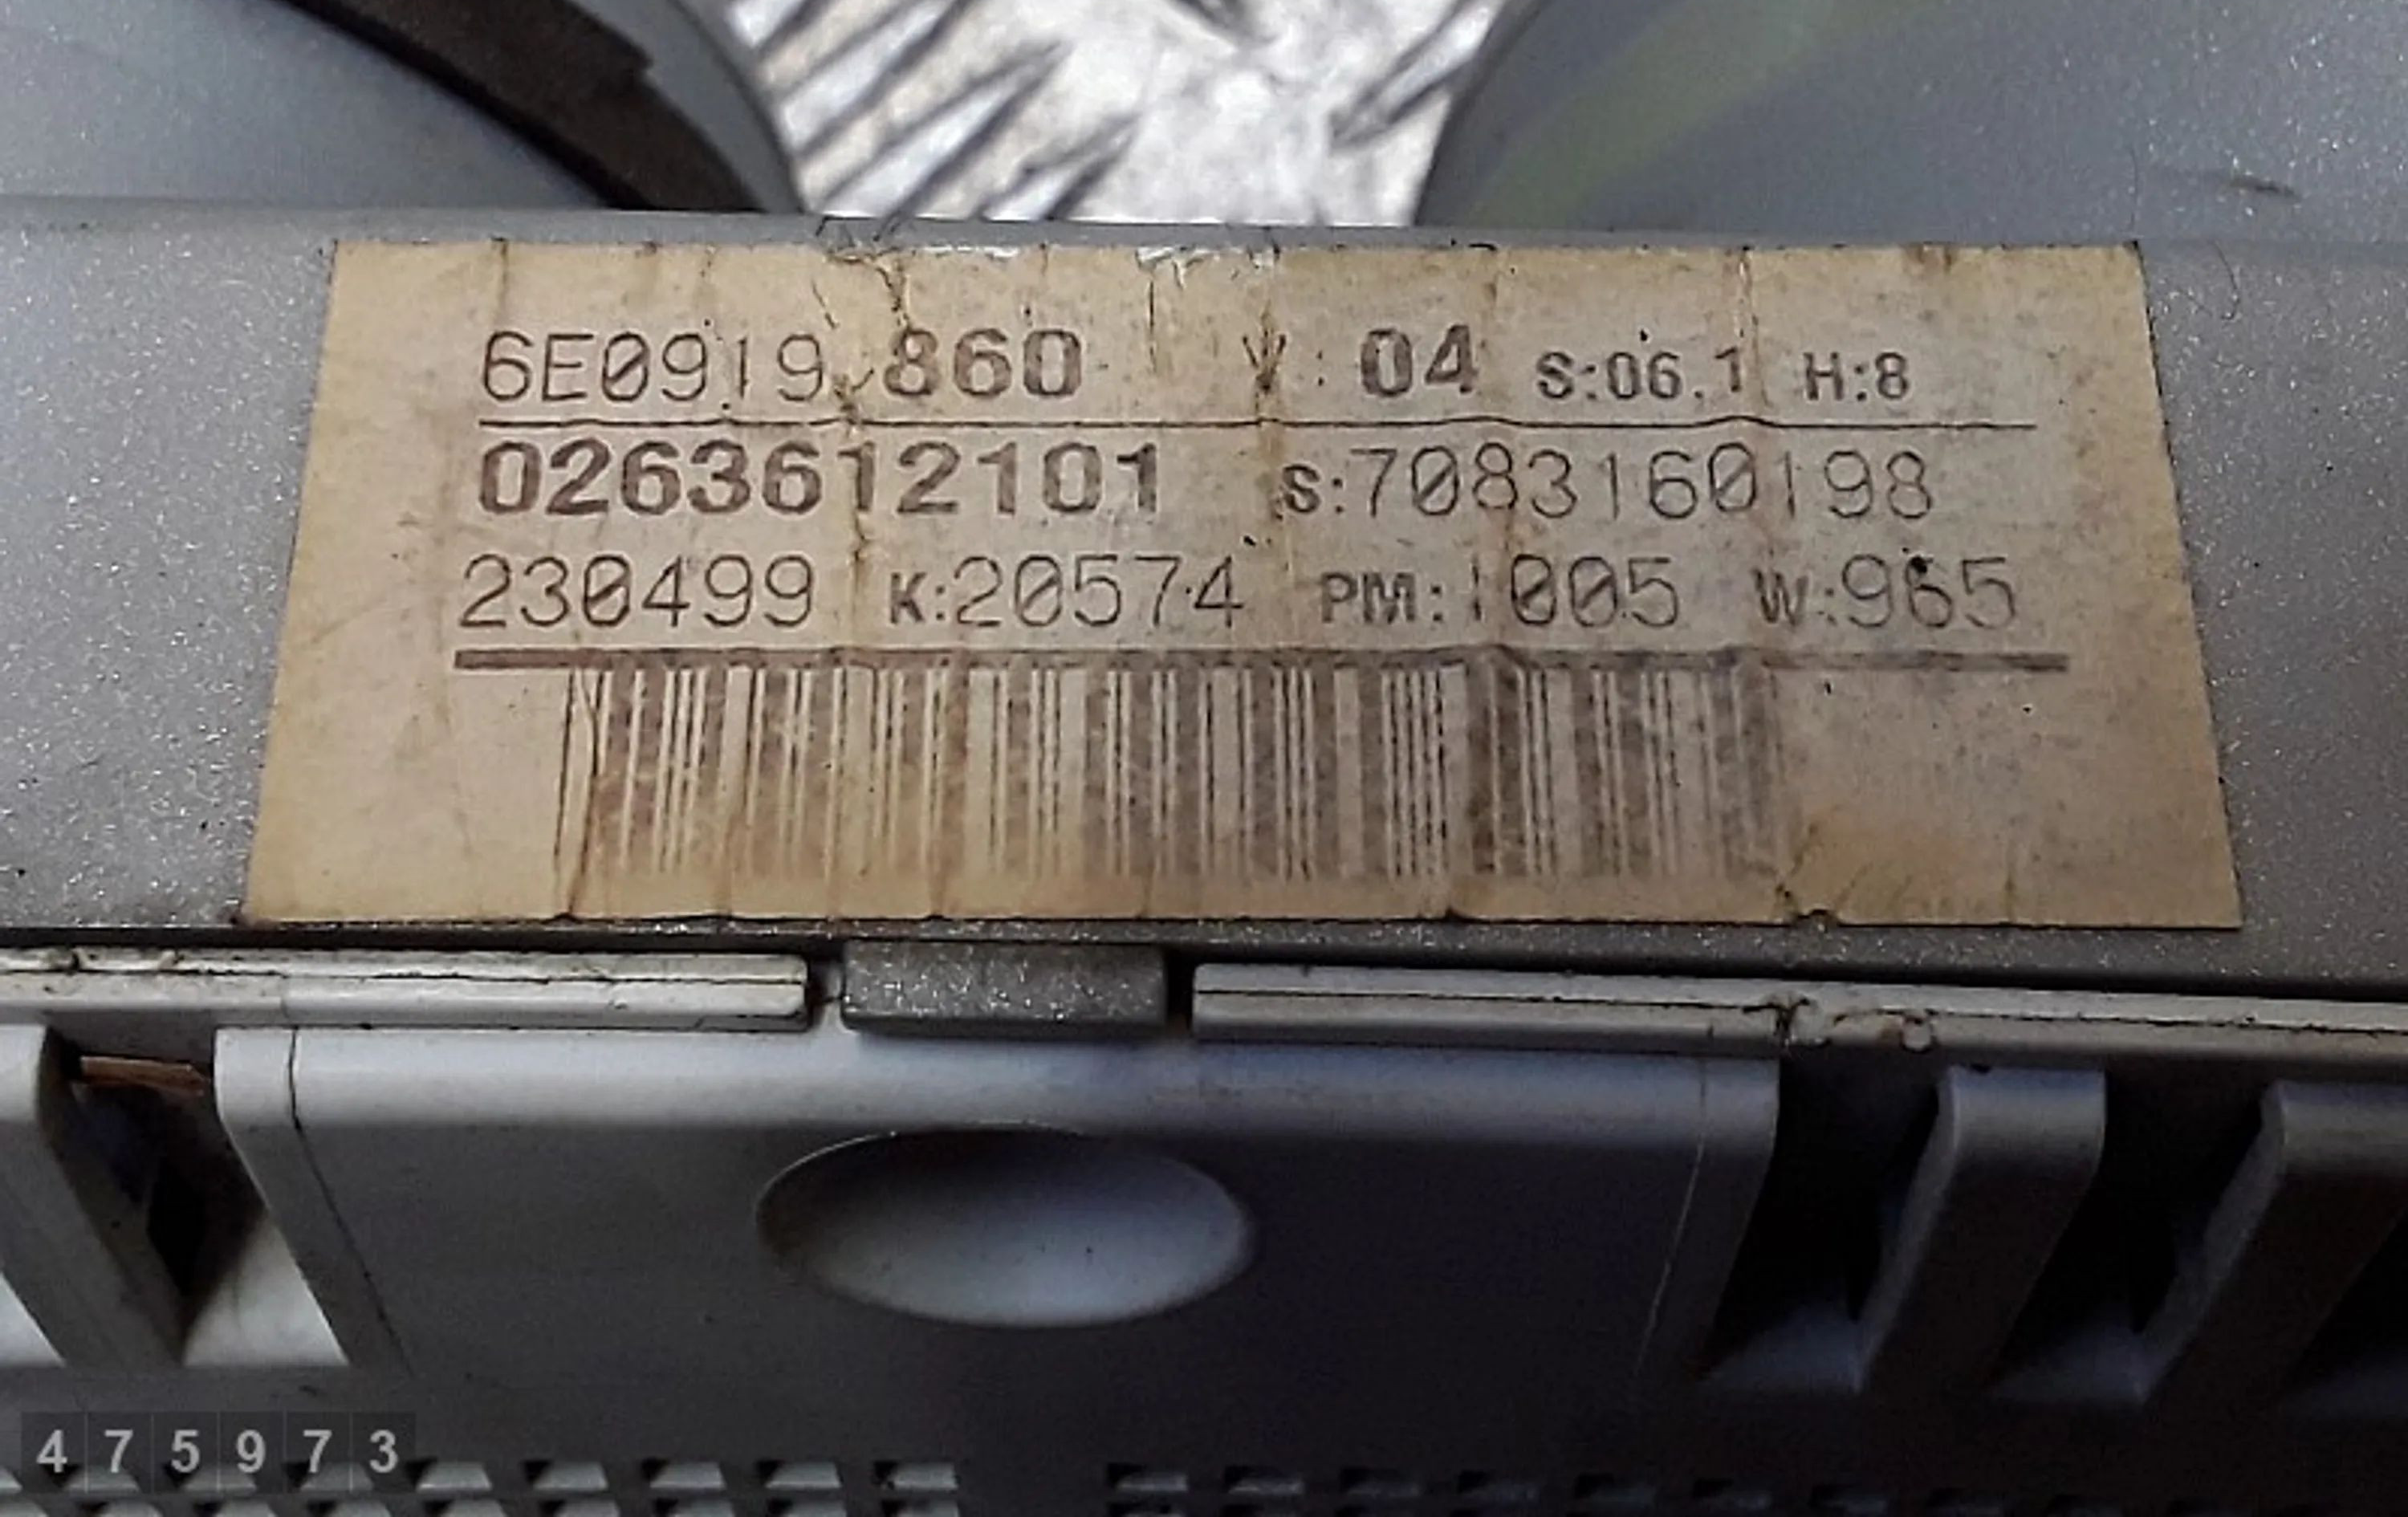 6E0919 860 V: 04 S:06.1 H:8
0263612101 S:7083160198
230499 K:20574 PM:1005 W:965
475973